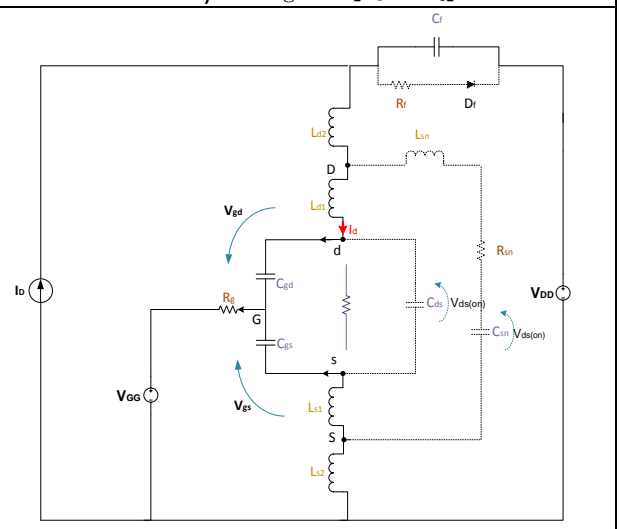 Cf
Rf
Df
Ld2
Lsn
D
Ld1
Vgd
Id
d
Rsn
Cgd
ID
Rg
VDD
G
Cds
Vds(on)
Csn
Vds(on)
Cgs
s
VGG
Vgs
Ls1
S
Ls2